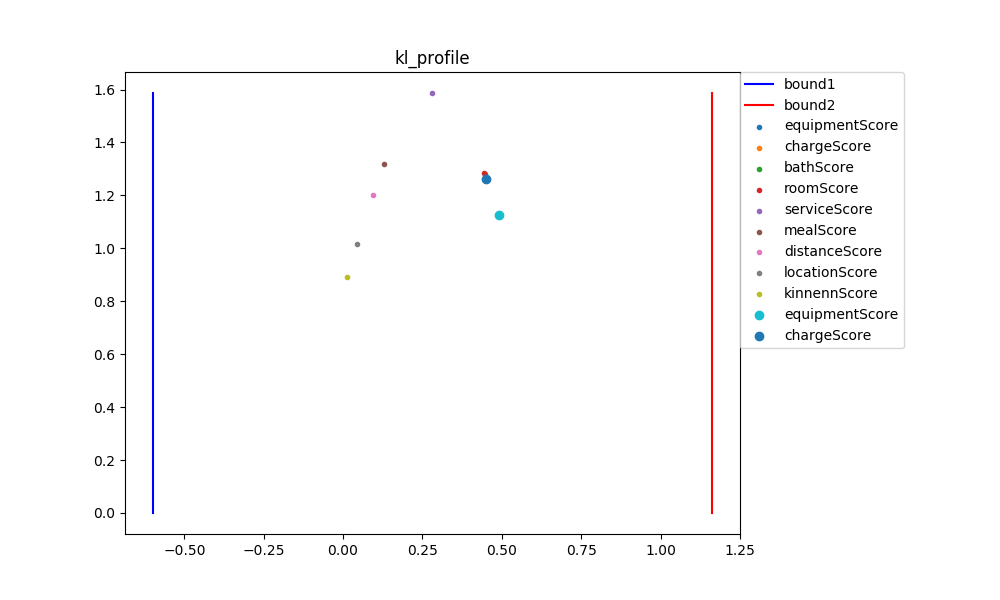 kl_profile
1.6
1.4
1.2
1.0
0.8
0.6
0.4
0.2
0.0
−0.50
−0.25
0.00
0.25
0.50
0.75
1.00
1.25
bound1
bound2
equipmentScore
chargeScore
bathScore
roomScore
serviceScore
mealScore
distanceScore
locationScore
kinnennScore
equipmentScore
chargeScore